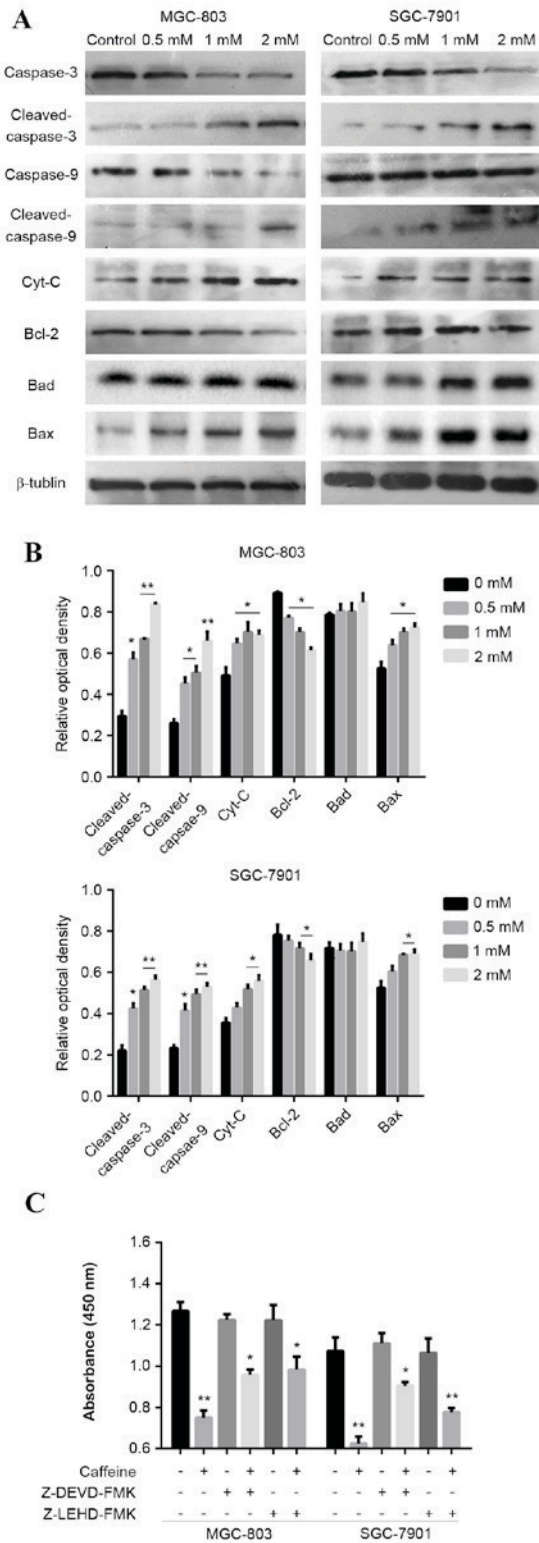 A
MGC-803 SGC-7901
Control 0.5 mM 1 mM 2 mM Control 0.5 mM 1 mM 2 mM
Caspase-3
Cleaved-
caspase-3
Caspase-9
Cleaved-
caspase-9
Cyt-C
Bcl-2
Bad
Bax
β-tublin
B
MGC-803
Relative optical density
1.0
0.8
0.6
0.4
0.2
0.0
* ** * ** * * *
0 mM
0.5 mM
1 mM
2 mM
Cleaved-
caspase-3
Cleaved-
capsae-9
Cyt-C
Bcl-2
Bad
Bax
SGC-7901
Relative optical density
1.0
0.8
0.6
0.4
0.2
0.0
* ** * ** * * *
0 mM
0.5 mM
1 mM
2 mM
Cleaved-
caspase-3
Cleaved-
capsae-9
Cyt-C
Bcl-2
Bad
Bax
C
Absorbance (450 nm)
1.6
1.4
1.2
1.0
0.8
0.6
** * * ** * **
Caffeine - + - + - + - + - + - +
Z-DEVD-FMK - - + + - - - - + + - -
Z-LEHD-FMK - - - - + + - - - - + +
MGC-803 SGC-7901